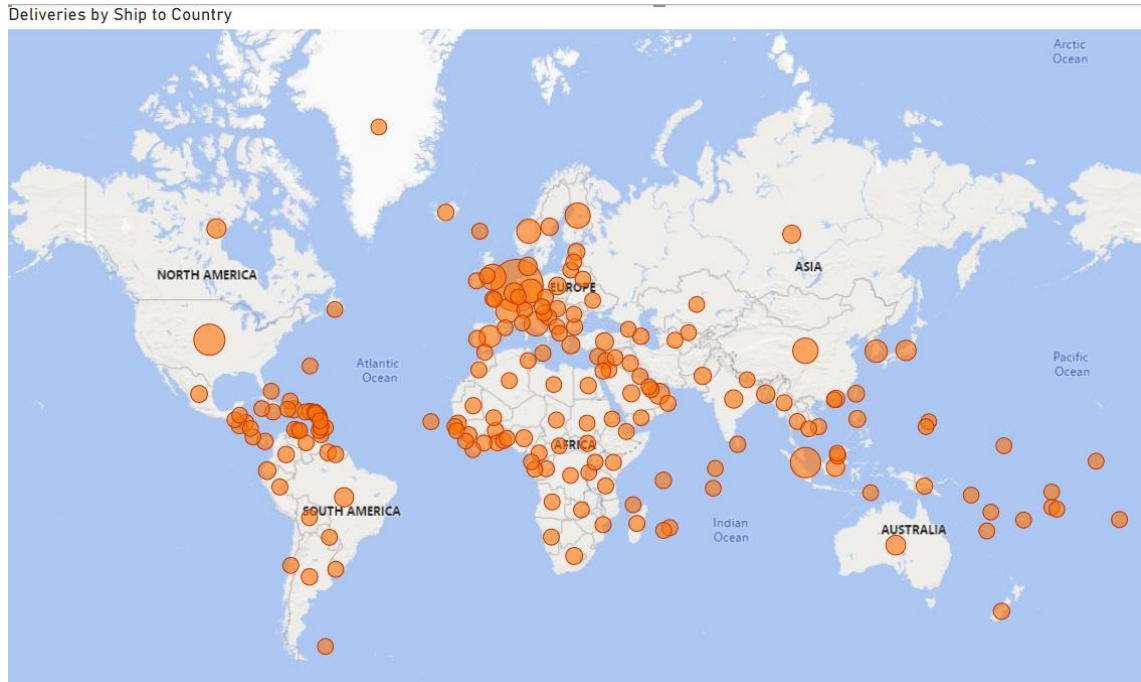 Deliveries by Ship to Country
Arctic
Ocean
NORTH AMERICA
ASIA
EUROPE
Atlantic
Ocean
Pacific
Ocean
AFRICA
SOUTH AMERICA
Indian
Ocean
AUSTRALIA